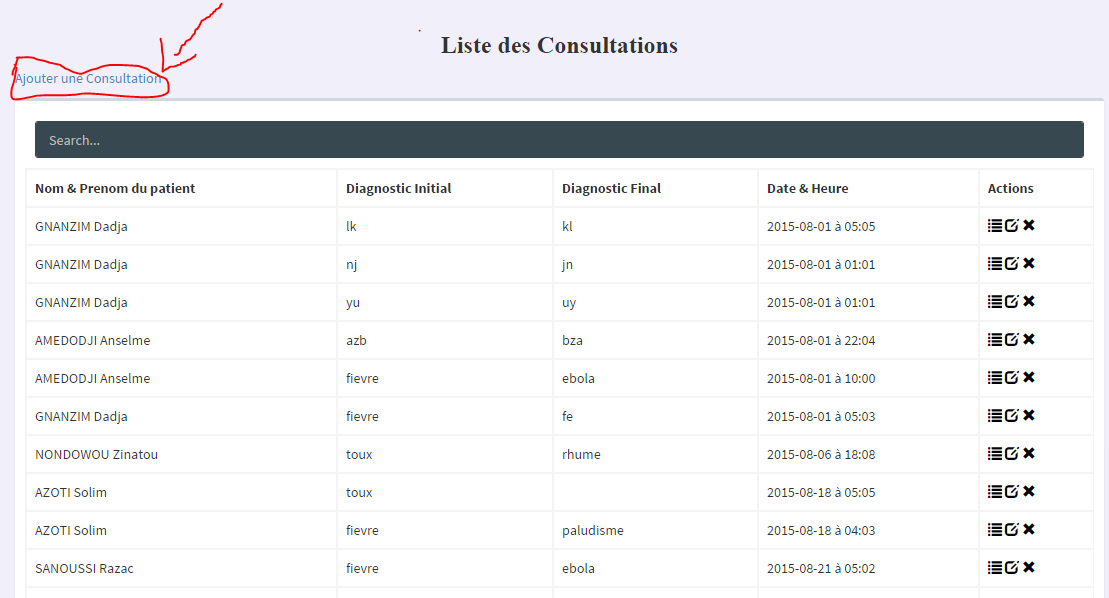 Liste des Consultations
Ajouter une Consultation
Search...
Nom & Prenom du patient Diagnostic Initial Diagnostic Final Date & Heure Actions
GNANZIM Dadja lk kl 2015-08-01 à 05:05
GNANZIM Dadja nj jn 2015-08-01 à 01:01
GNANZIM Dadja yu uy 2015-08-01 à 01:01
AMEDODJI Anselme azb bza 2015-08-01 à 22:04
AMEDODJI Anselme fievre ebola 2015-08-01 à 10:00
GNANZIM Dadja fievre fe 2015-08-01 à 05:03
NONDOWOU Zinatou toux rhume 2015-08-06 à 18:08
AZOTI Solim toux 2015-08-18 à 05:05
AZOTI Solim fievre paludisme 2015-08-18 à 04:03
SANOUSSI Razac fievre ebola 2015-08-21 à 05:02